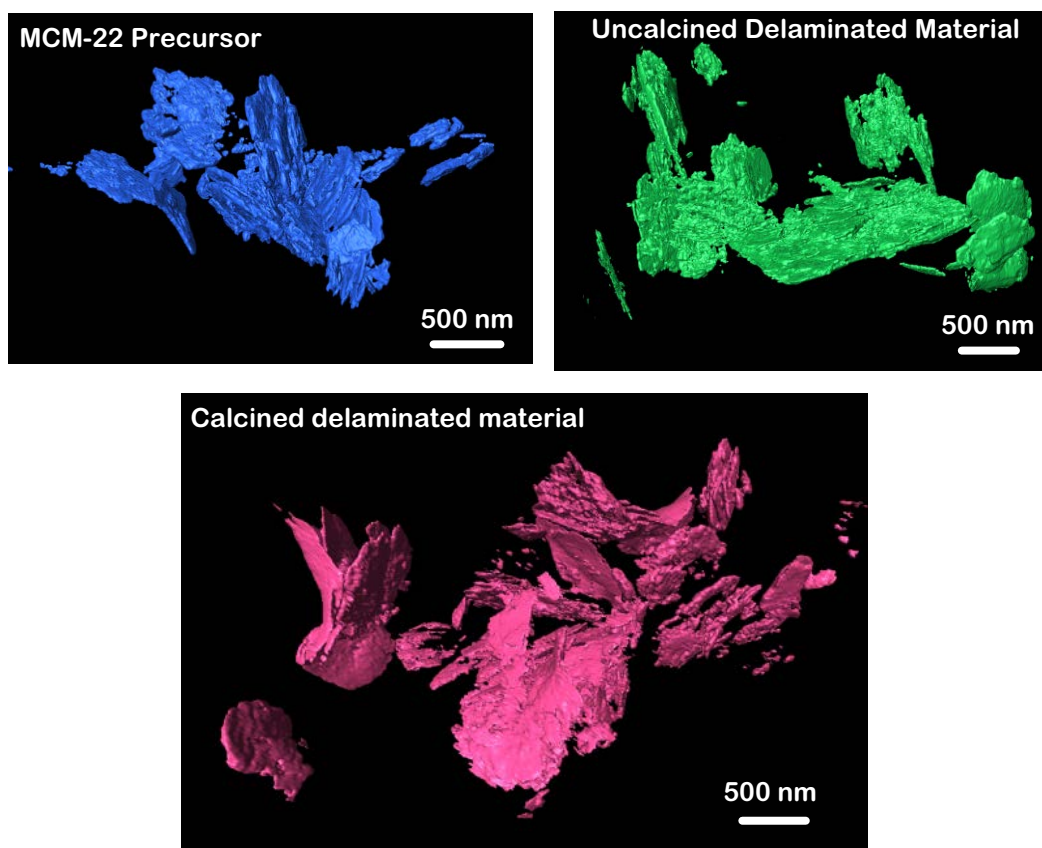 MCM-22 Precursor
500 nm
Uncalcined Delaminated Material
500 nm
Calcined delaminated material
500 nm